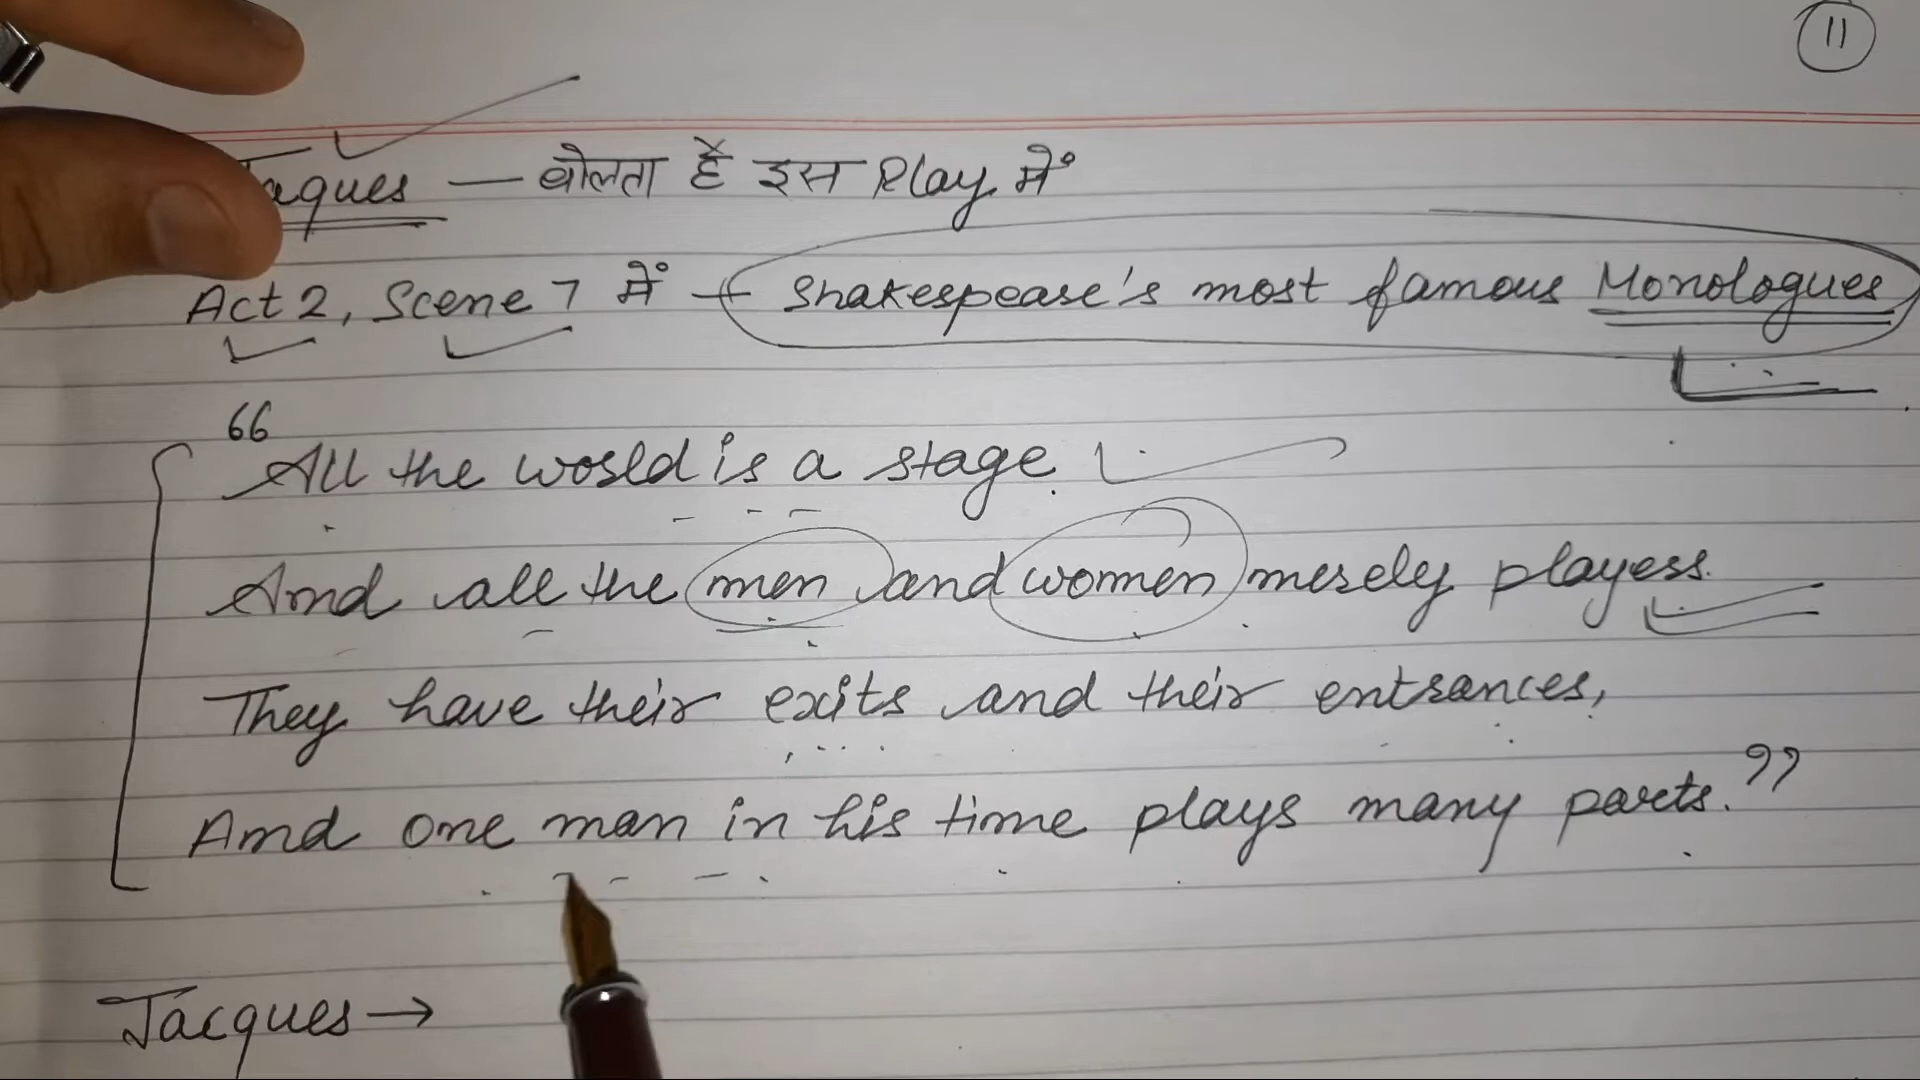 11
Jaques — बोलता है इस Play में
Act 2, Scene 7 में — Shakespeare's most famous Monologues
“All the world is a stage.
And all the men and women merely players.
They have their exits and their entrances,
And one man in his time plays many parts.”
Jacques →